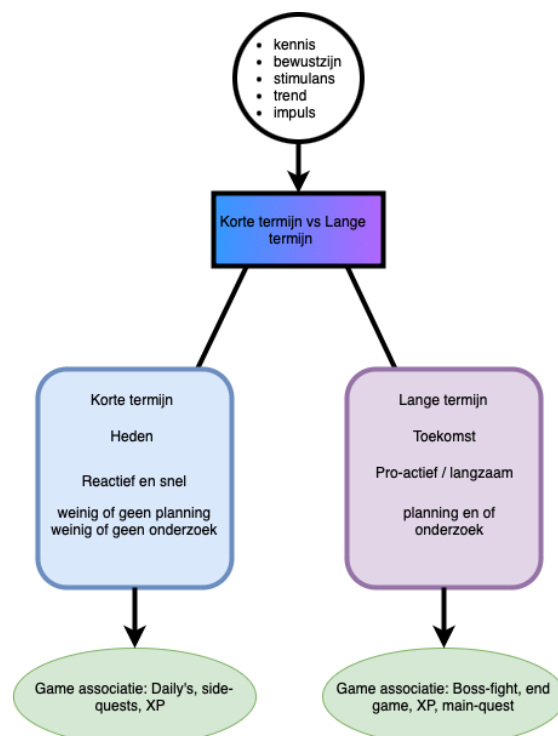 kennis
bewustzijn
stimulans
trend
impuls
Korte termijn vs Lange
termijn
Korte termijn
Heden
Reactief en snel
weinig of geen planning
weinig of geen onderzoek
Lange termijn
Toekomst
Pro-actief / langzaam
planning en of
onderzoek
Game associatie: Daily's, side-
quests, XP
Game associatie: Boss-fight, end
game, XP, main-quest